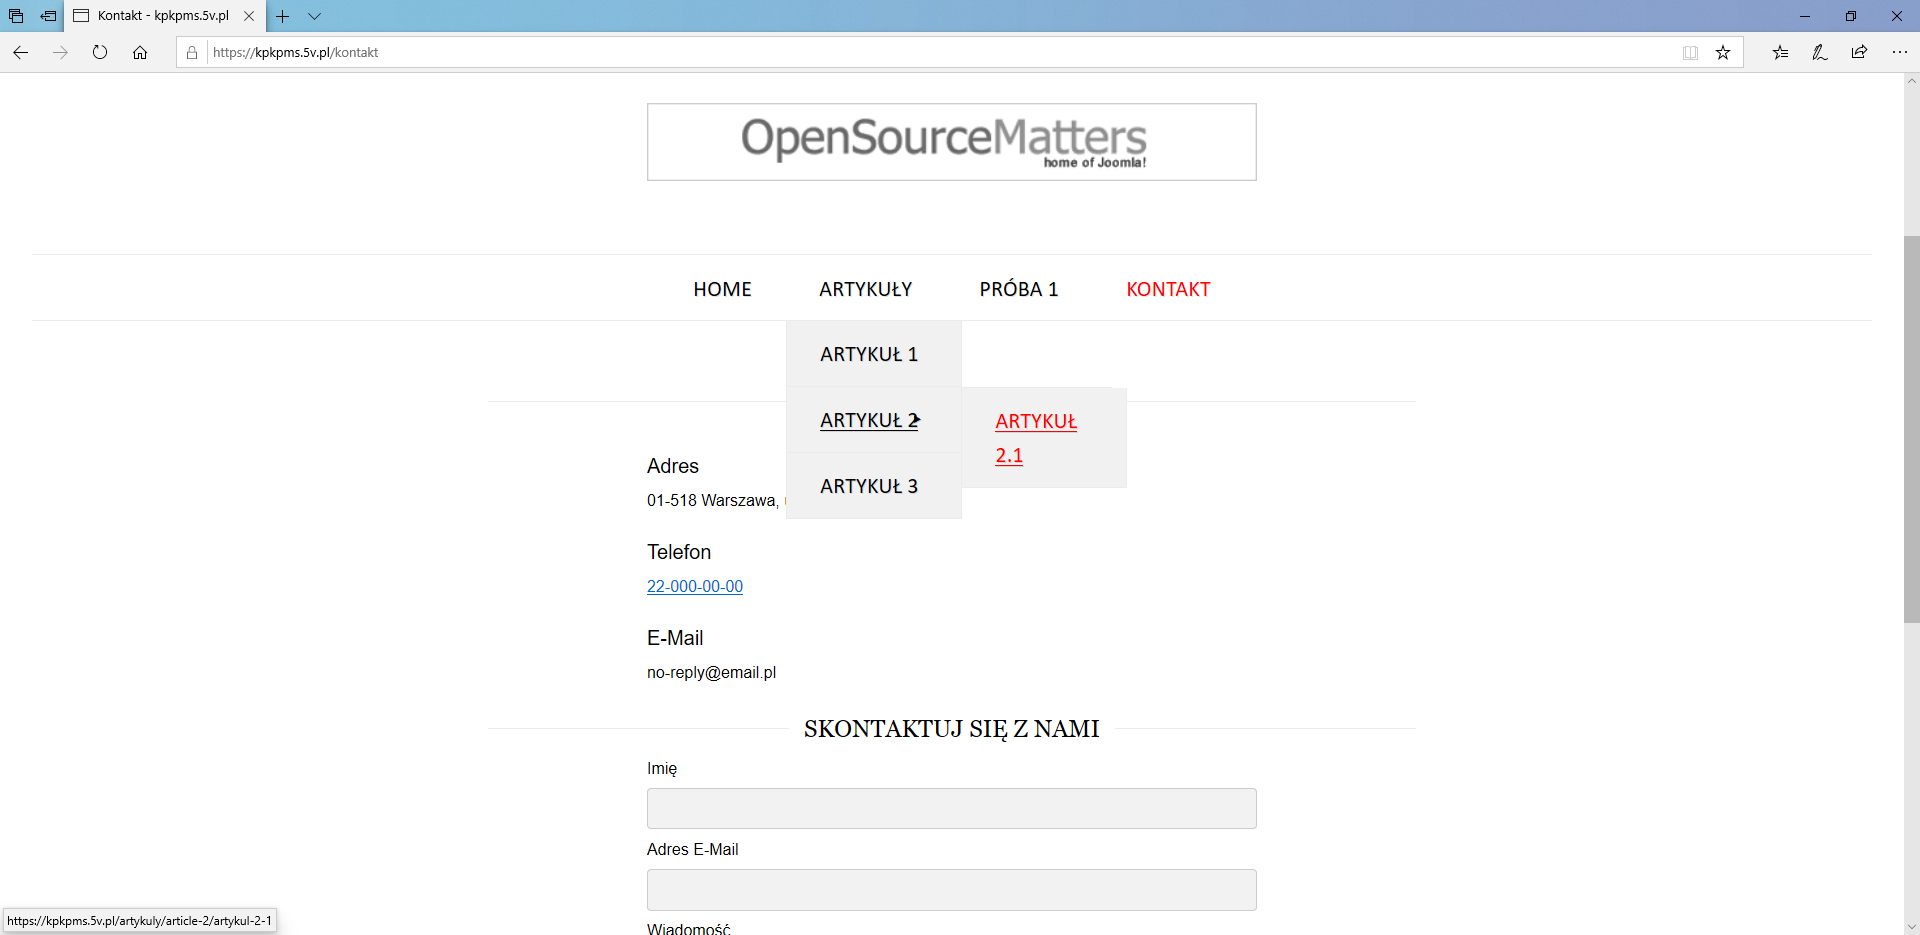 Kontakt - kpkpms.5v.pl
https://kpkpms.5v.pl/kontakt
OpenSourceMatters
home of Joomla!
HOME ARTYKUŁY PRÓBA 1 KONTAKT
ARTYKUŁ 1
ARTYKUŁ 2
ARTYKUŁ
2.1
ARTYKUŁ 3
Adres
01-518 Warszawa,
Telefon
22-000-00-00
E-Mail
no-reply@email.pl
SKONTAKTUJ SIĘ Z NAMI
Imię
Adres E-Mail
Wiadomość
https://kpkpms.5v.pl/artykuly/article-2/artykul-2-1